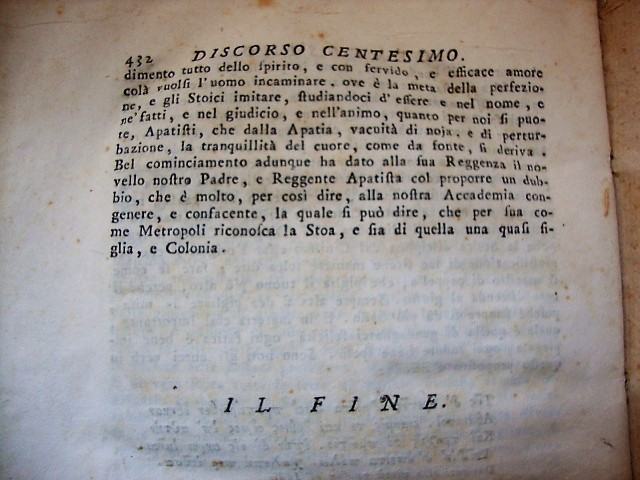 432 DISCORSO CENTESIMO.
dimento tutto dello ſpirito, e con fervido, e efficace amore
colà vuolſi l'uomo incaminare, ove è la meta della perfezio-
ne, e gli Stoici imitare, ſtudiandoci d'eſſere e nel nome, e
ne'fatti, e nel giudicio, e nell'animo, quanto per noi ſi puo-
te, Apatiſti, che dalla Apatia, vacuità di noja, e di pertur-
bazione, la tranquillità del cuore, come da fonte, ſi deriva.
Bel cominciamento adunque ha dato alla ſua Reggenza il no-
vello noſtro Padre, e Reggente Apatiſta col proporre un dub-
bio, che è molto, per così dire, alla noſtra Accademia con-
genere, e confacente, la quale ſi può dire, che per ſua co-
me Metropoli riconoſca la Stoa, e ſia di quella una quaſi fi-
glia, e Colonia.
IL FINE.